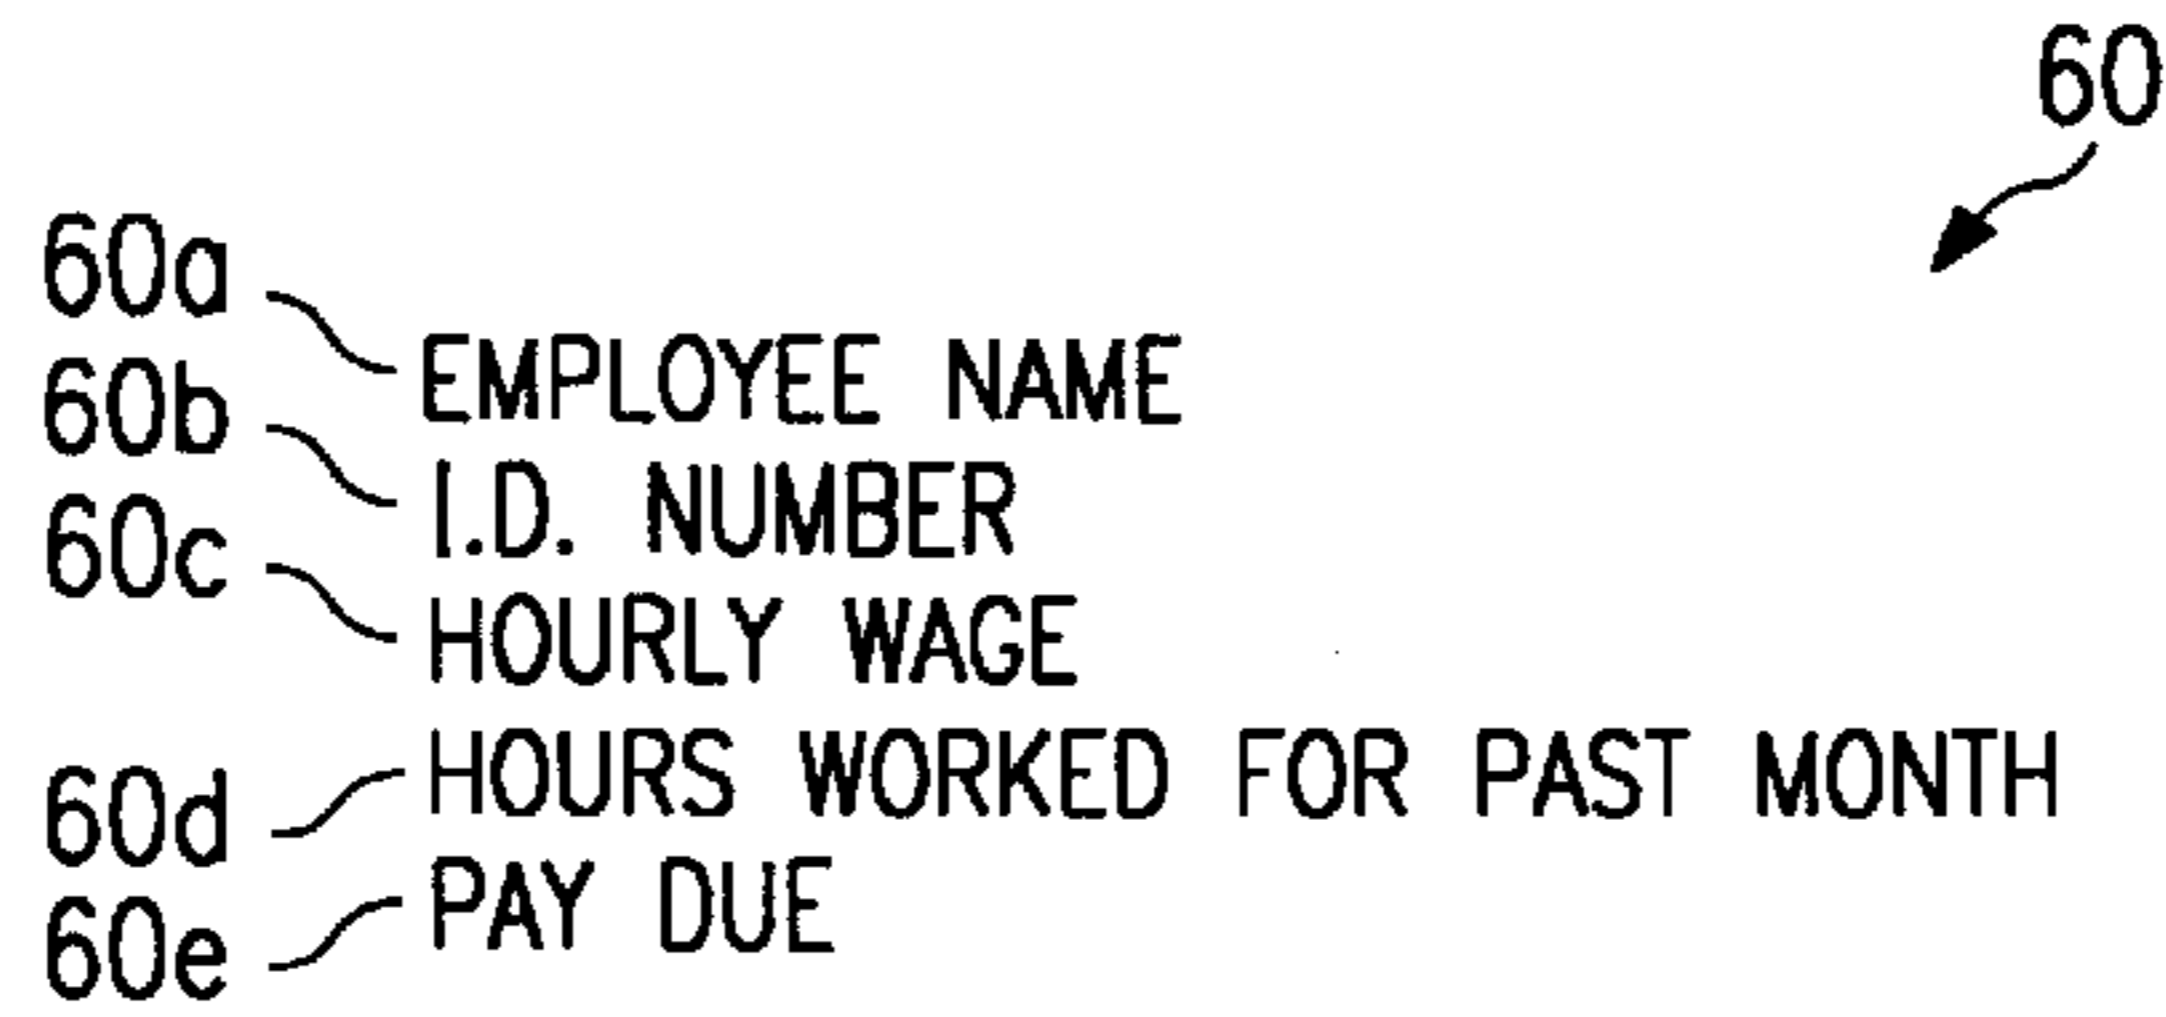 60
60a EMPLOYEE NAME
60b I.D. NUMBER
60c HOURLY WAGE
60d HOURS WORKED FOR PAST MONTH
60e PAY DUE